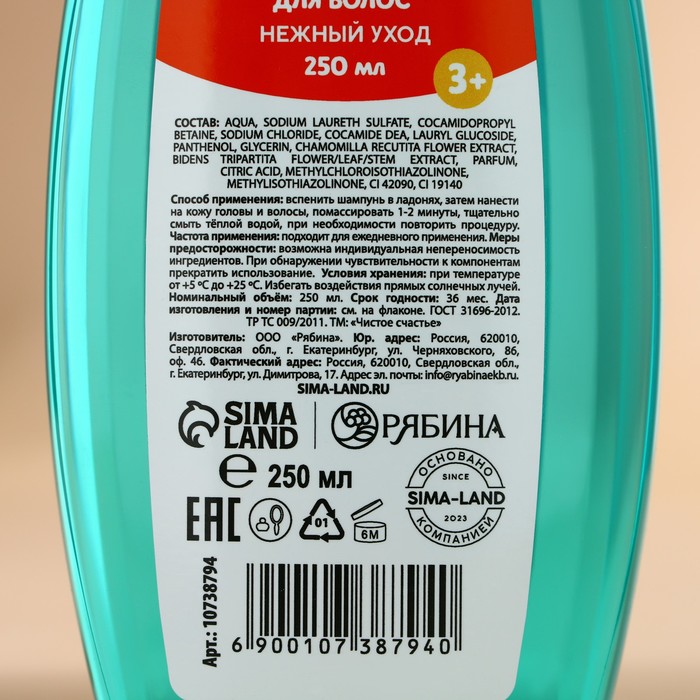 ДЛЯ ВОЛОС
НЕЖНЫЙ УХОД
250 мл
3+
СОСТАВ: AQUA, SODIUM LAURETH SULFATE, COCAMIDOPROPYL
BETAINE, SODIUM CHLORIDE, COCAMIDE DEA, LAURYL GLUCOSIDE,
PANTHENOL, GLYCERIN, CHAMOMILLA RECUTITA FLOWER EXTRACT,
BIDENS TRIPARTITA FLOWER/LEAF/STEM EXTRACT, PARFUM,
CITRIC ACID, METHYLCHLOROISOTHIAZOLINONE,
METHYLISOTHIAZOLINONE, CI 42090, CI 19140
Способ применения: вспенить шампунь в ладонях, затем нанести
на кожу головы и волосы, помассировать 1-2 минуты, тщательно
смыть тёплой водой, при необходимости повторить процедуру.
Частота применения: подходит для ежедневного применения. Меры
предосторожности: возможна индивидуальная непереносимость
ингредиентов. При обнаружении чувствительности к компонентам
прекратить использование. Условия хранения: при температуре
от +5 ºС до +25 ºС. Избегать воздействия прямых солнечных лучей.
Номинальный объём: 250 мл. Срок годности: 36 мес. Дата
изготовления и номер партии: см. на флаконе. ГОСТ 31696-2012.
ТР ТС 009/2011. ТМ: «Чистое счастье»
Изготовитель: ООО «Рябина». Юр. адрес: Россия, 620010,
Свердловская обл., г. Екатеринбург, ул. Черняховского, 86,
оф. 46. Фактический адрес: Россия, 620010, Свердловская обл.,
г. Екатеринбург, ул. Димитрова, 17. Адрес эл. почты: info@ryabinaekb.ru.
SIMA-LAND.RU
SIMA LAND
РЯБИНА
℮ 250 мл
ОСНОВАНО
SINCE
SIMA-LAND
2023
КОМПАНИЕЙ
EAC
01
6M
Арт.: 10738794
6 900107 387940